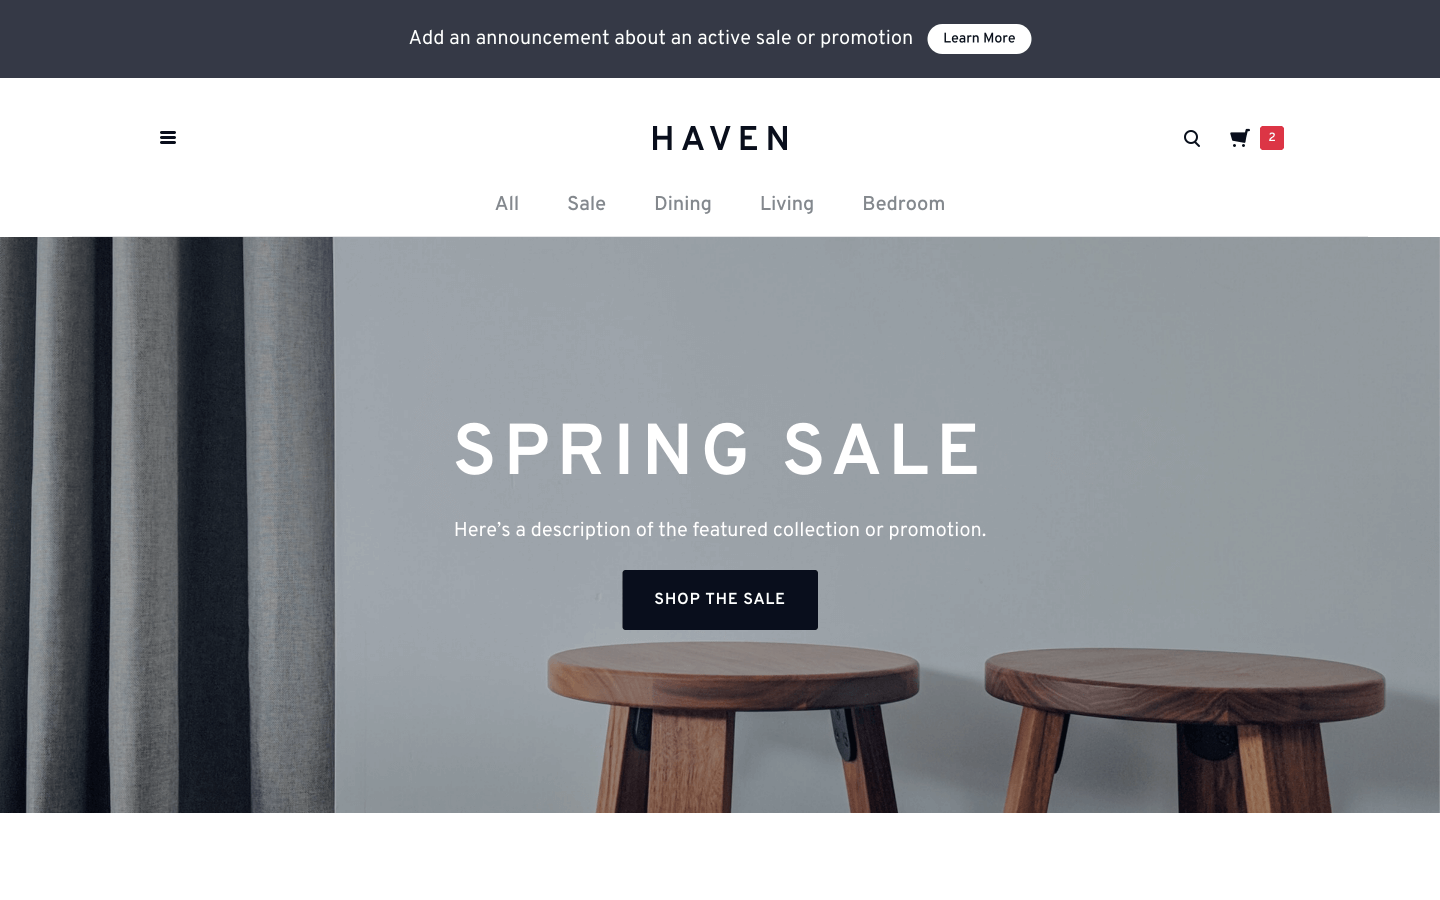 Add an announcement about an active sale or promotion Learn More
HAVEN
2
All Sale Dining Living Bedroom
SPRING SALE
Here’s a description of the featured collection or promotion.
SHOP THE SALE